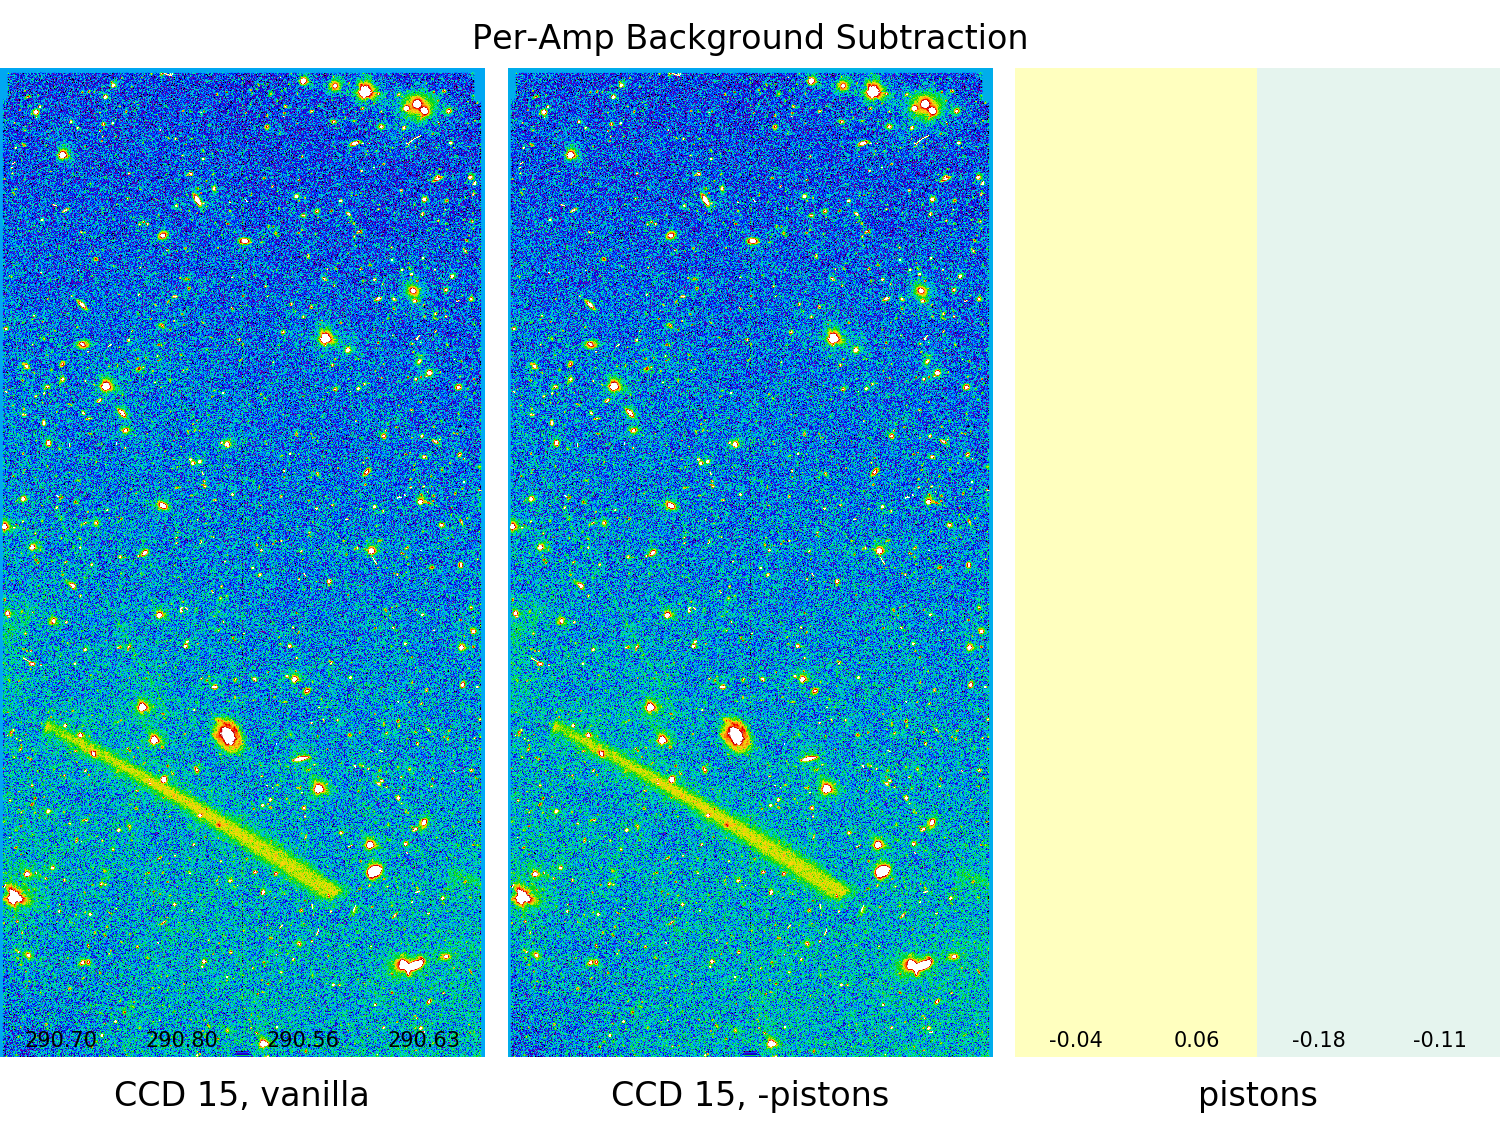 Per-Amp Background Subtraction
290.70 290.80 290.56 290.63
-0.04 0.06 -0.18 -0.11
CCD 15, vanilla
CCD 15, -pistons
pistons